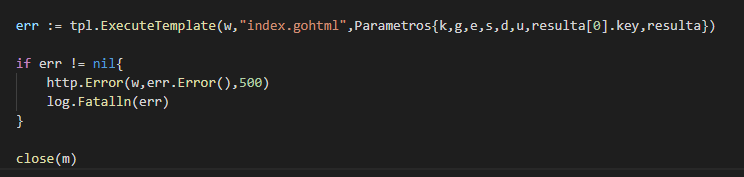 err := tpl.ExecuteTemplate(w,"index.gohtml",Parametros{k,g,e,s,d,u,resulta[0].key,resulta})
if err != nil{
http.Error(w,err.Error(),500)
log.Fatalln(err)
}
close(m)